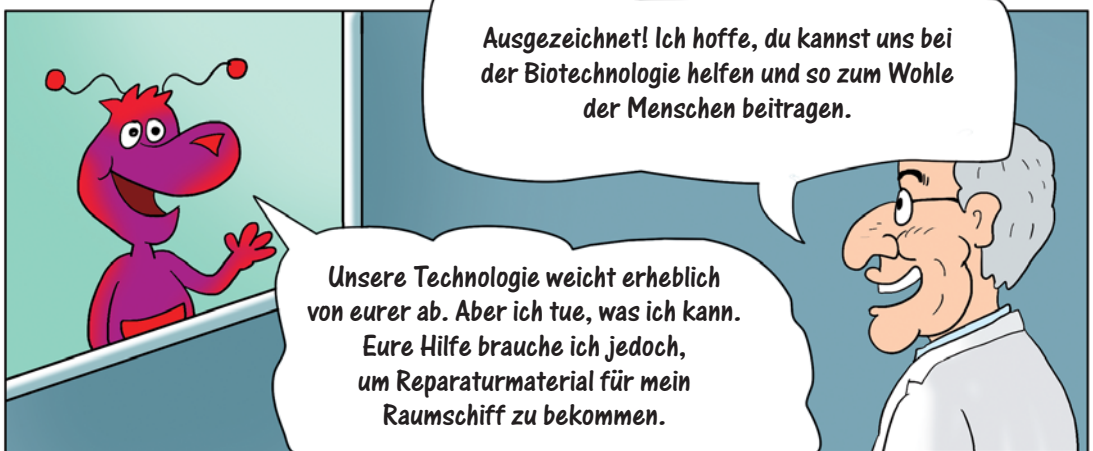 Ausgezeichnet! Ich hoffe, du kannst uns bei
der Biotechnologie helfen und so zum Wohle
der Menschen beitragen.
Unsere Technologie weicht erheblich
von eurer ab. Aber ich tue, was ich kann.
Eure Hilfe brauche ich jedoch,
um Reparaturmaterial für mein
Raumschiff zu bekommen.